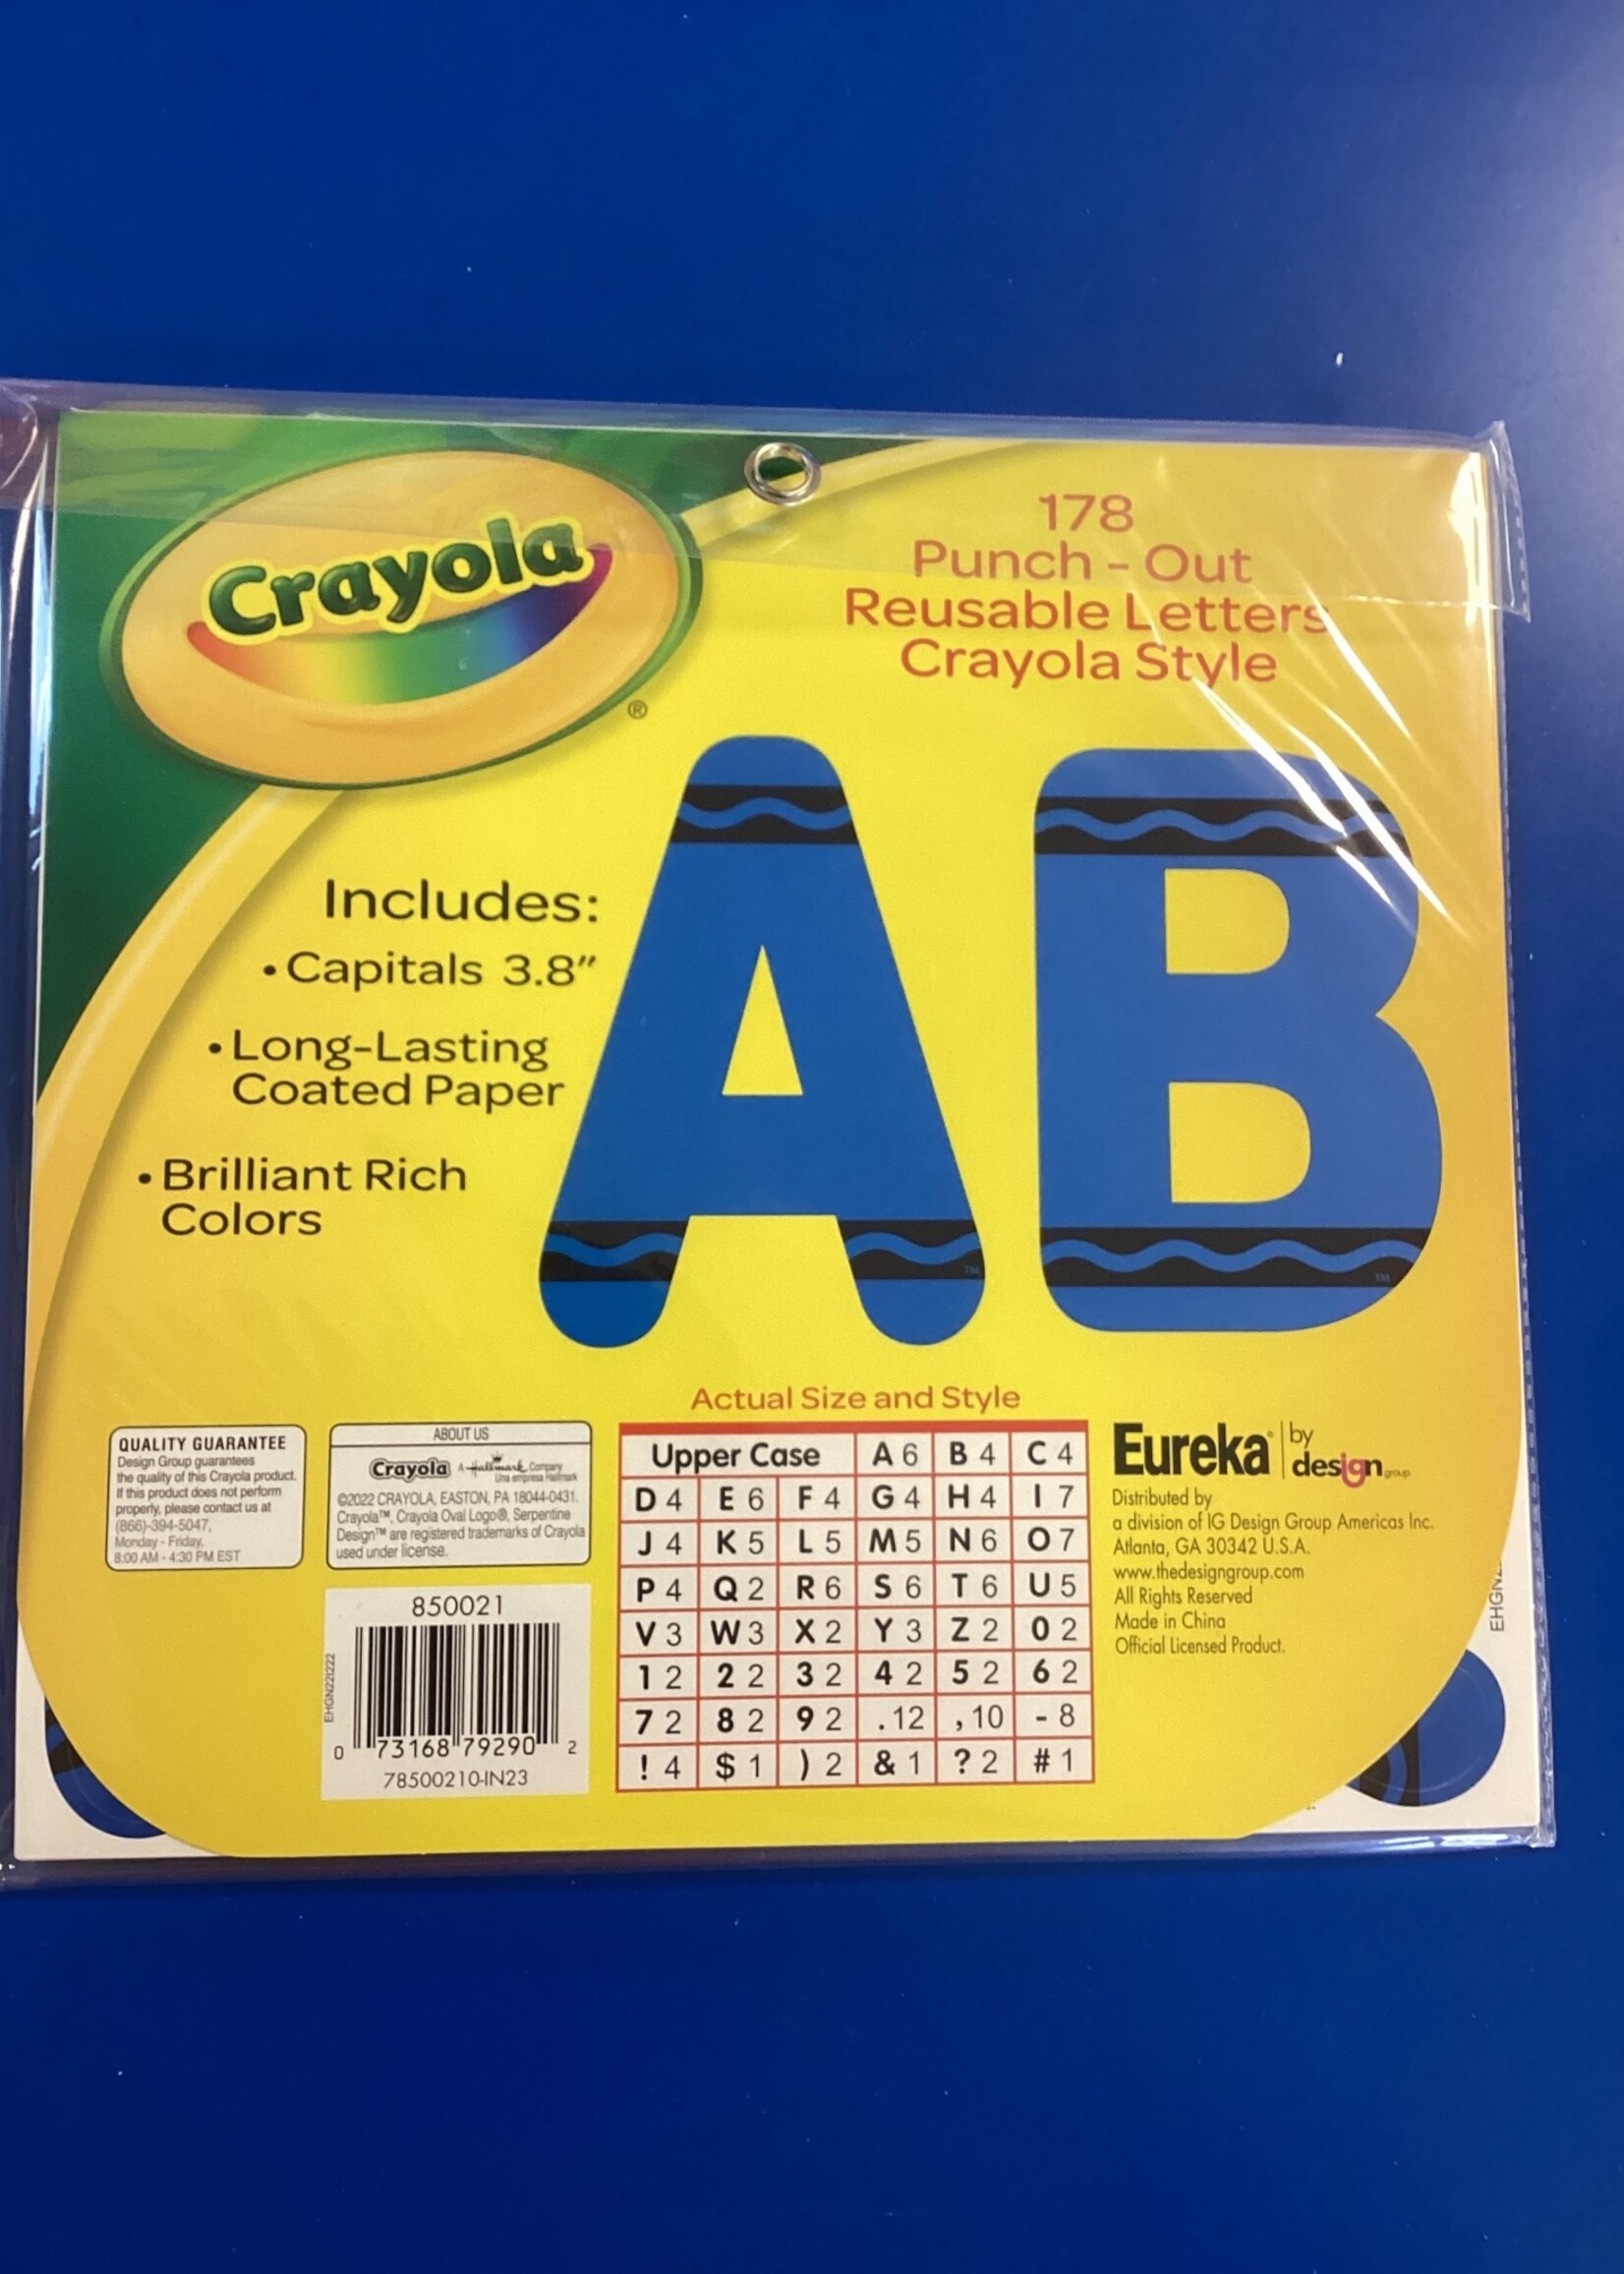 Crayola
®
178
Punch - Out
Reusable Letters
Crayola Style
AB
TM
TM
Includes:
• Capitals 3.8"
• Long-Lasting
Coated Paper
• Brilliant Rich
Colors
Actual Size and Style
QUALITY GUARANTEE
Design Group guarantees
the quality of this Crayola product.
If this product does not perform
properly, please contact us at
(866)-394-5047,
Monday - Friday,
8:00 AM - 4:30 PM EST
ABOUT US
Crayola A Hallmark Company
Una empresa Hallmark
©2022 CRAYOLA, EASTON, PA 18044-0431.
Crayola™, Crayola Oval Logo®, Serpentine
Design™ are registered trademarks of Crayola
used under license.
850021
EHGN22I222
0 73168 79290 2
78500210-IN23
Upper Case A 6 B 4 C 4
D 4 E 6 F 4 G 4 H 4 I 7
J 4 K 5 L 5 M 5 N 6 O 7
P 4 Q 2 R 6 S 6 T 6 U 5
V 3 W 3 X 2 Y 3 Z 2 0 2
1 2 2 2 3 2 4 2 5 2 6 2
7 2 8 2 9 2 . 12 , 10 - 8
! 4 $ 1 ) 2 & 1 ? 2 # 1
Eureka® by
design group
Distributed by
a division of IG Design Group Americas Inc.
Atlanta, GA 30342 U.S.A.
www.thedesigngroup.com
All Rights Reserved
Made in China
Official Licensed Product.